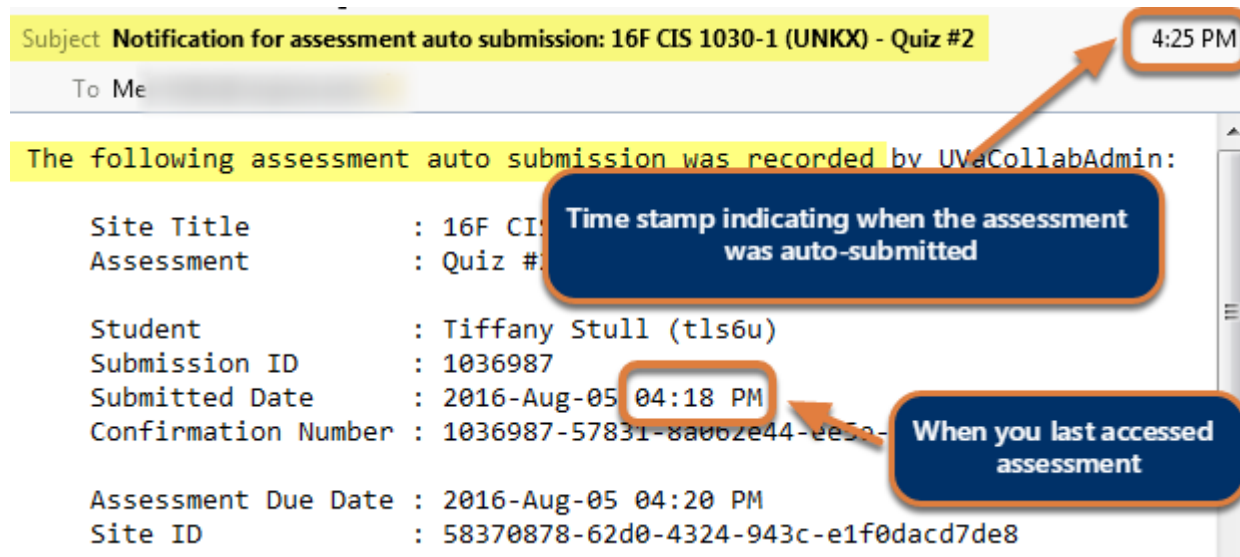 Subject Notification for assessment auto submission: 16F CIS 1030-1 (UNKX) - Quiz #2 4:25 PM
To Me
The following assessment auto submission was recorded by UVaCollabAdmin:
Time stamp indicating when the assessment
was auto-submitted
Site Title : 16F CIS
Assessment : Quiz #2
Student : Tiffany Stull (tls6u)
Submission ID : 1036987
Submitted Date : 2016-Aug-05 04:18 PM
Confirmation Number : 1036987-57831-8a062e44-ee5e-
When you last accessed
assessment
Assessment Due Date : 2016-Aug-05 04:20 PM
Site ID : 58370878-62d0-4324-943c-e1f0dacd7de8